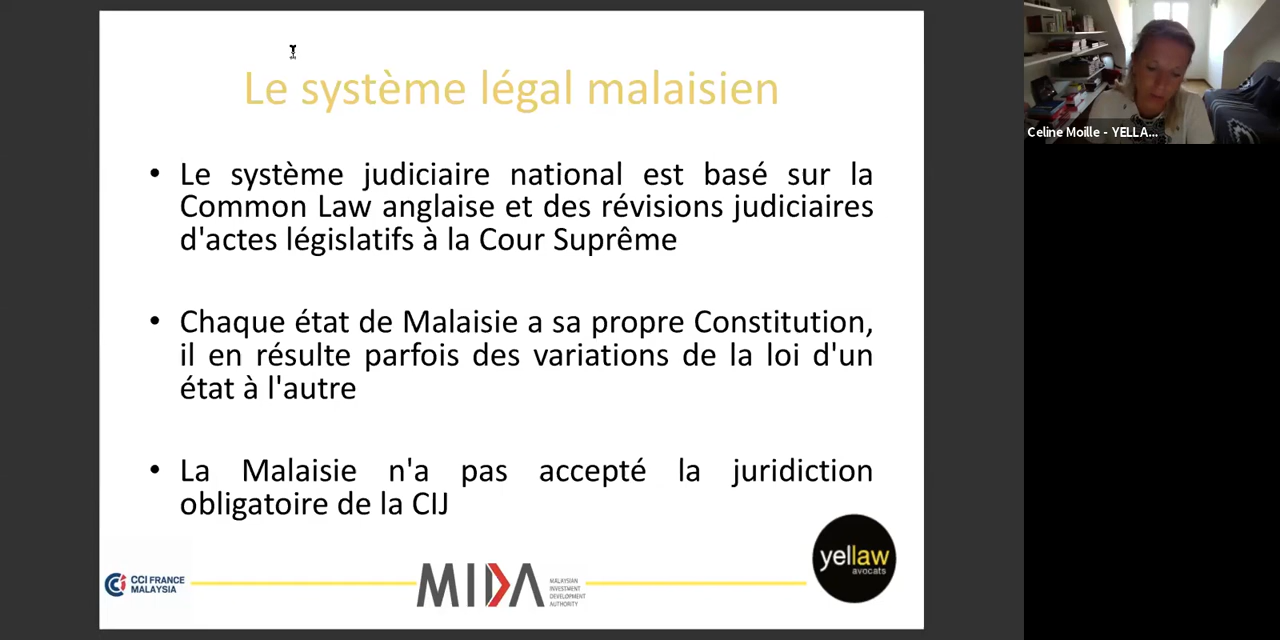 Le système légal malaisien
• Le système judiciaire national est basé sur la
Common Law anglaise et des révisions judiciaires
d'actes législatifs à la Cour Suprême
• Chaque état de Malaisie a sa propre Constitution,
il en résulte parfois des variations de la loi d'un
état à l'autre
• La Malaisie n'a pas accepté la juridiction
obligatoire de la CIJ
CCI FRANCE
MALAYSIA
MIDA
MALAYSIAN
INVESTMENT
DEVELOPMENT
AUTHORITY
yellaw
avocats
Celine Moille - YELLA...